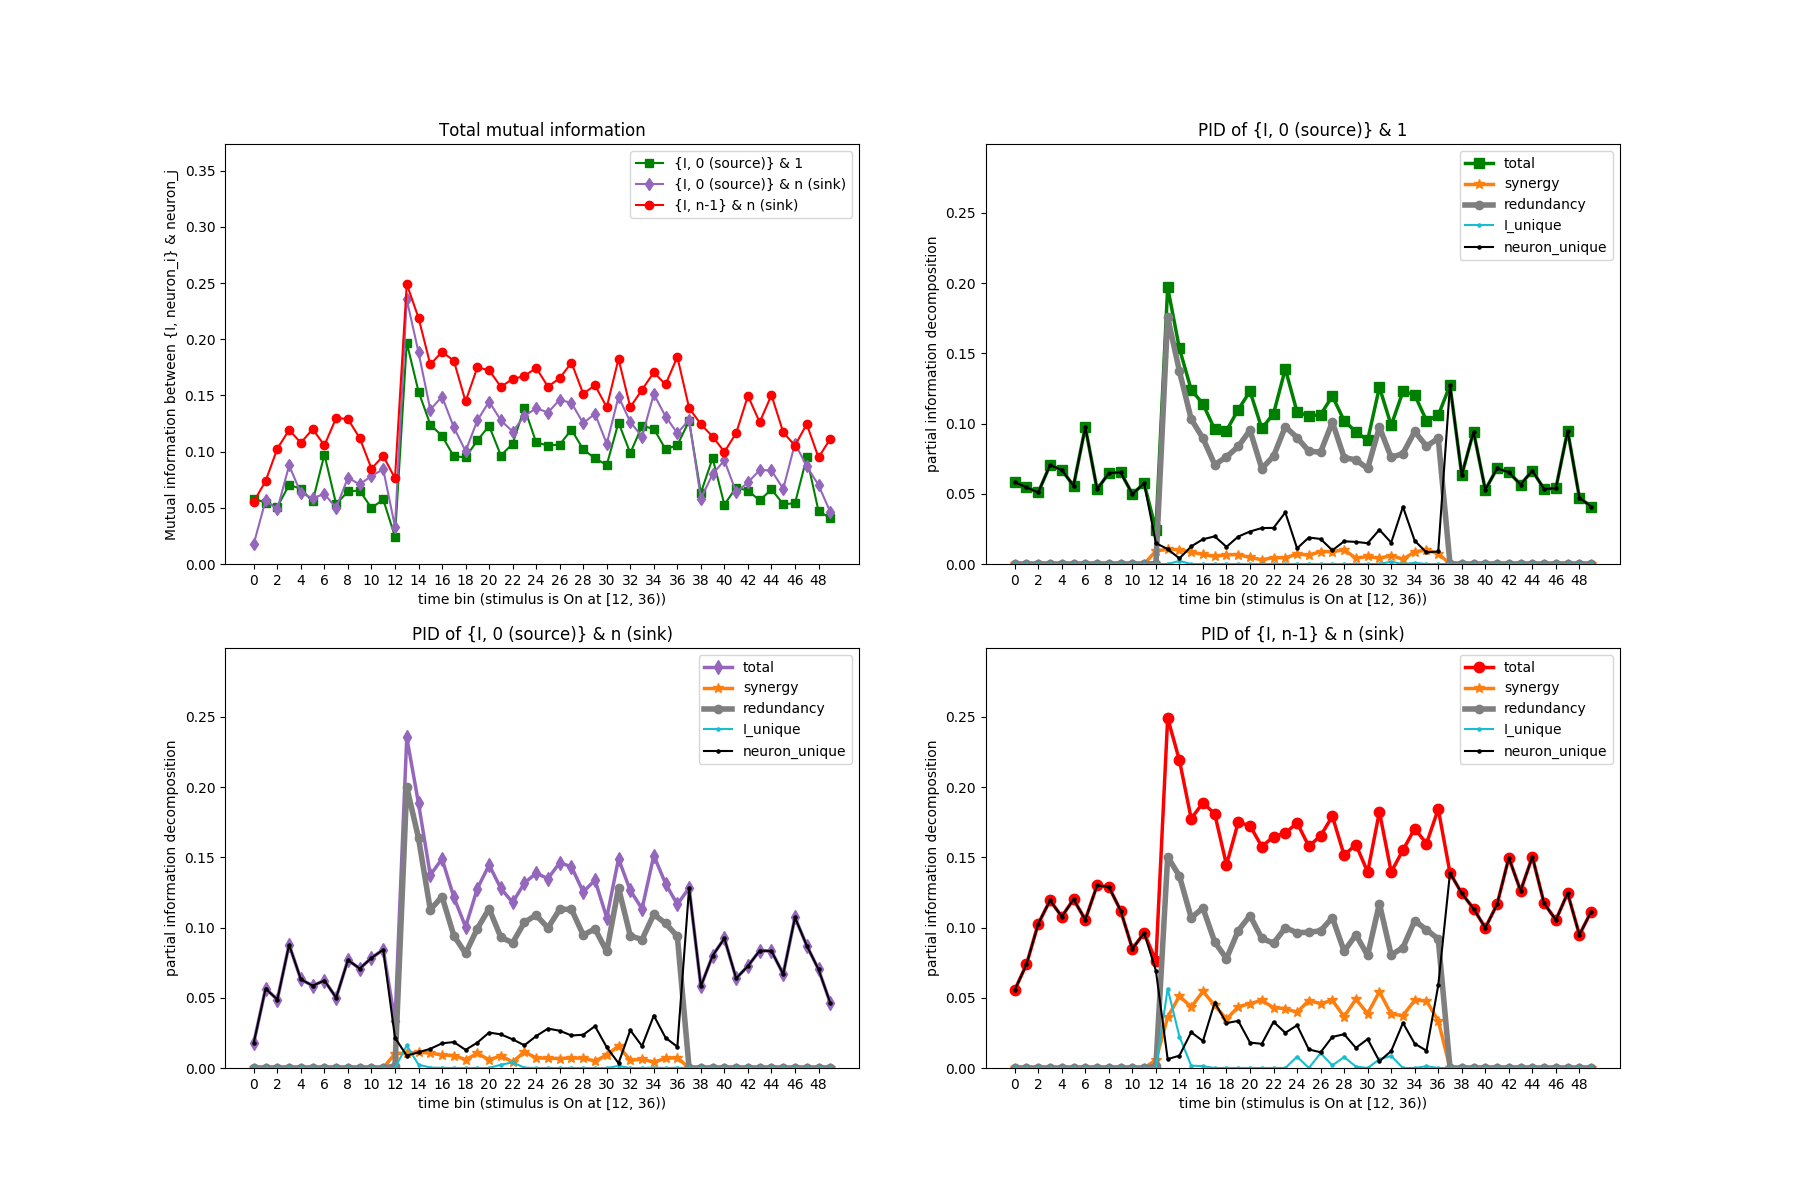 Total mutual information
Mutual information between {I, neuron_i} & neuron_j
0.35
0.30
0.25
0.20
0.15
0.10
0.05
0.00
{I, 0 (source)} & 1
{I, 0 (source)} & n (sink)
{I, n-1} & n (sink)
0 2 4 6 8 10 12 14 16 18 20 22 24 26 28 30 32 34 36 38 40 42 44 46 48
time bin (stimulus is On at [12, 36))
PID of {I, 0 (source)} & 1
partial information decomposition
0.25
0.20
0.15
0.10
0.05
0.00
total
synergy
redundancy
I_unique
neuron_unique
0 2 4 6 8 10 12 14 16 18 20 22 24 26 28 30 32 34 36 38 40 42 44 46 48
time bin (stimulus is On at [12, 36))
PID of {I, 0 (source)} & n (sink)
partial information decomposition
0.25
0.20
0.15
0.10
0.05
0.00
total
synergy
redundancy
I_unique
neuron_unique
0 2 4 6 8 10 12 14 16 18 20 22 24 26 28 30 32 34 36 38 40 42 44 46 48
time bin (stimulus is On at [12, 36))
PID of {I, n-1} & n (sink)
partial information decomposition
0.25
0.20
0.15
0.10
0.05
0.00
total
synergy
redundancy
I_unique
neuron_unique
0 2 4 6 8 10 12 14 16 18 20 22 24 26 28 30 32 34 36 38 40 42 44 46 48
time bin (stimulus is On at [12, 36))